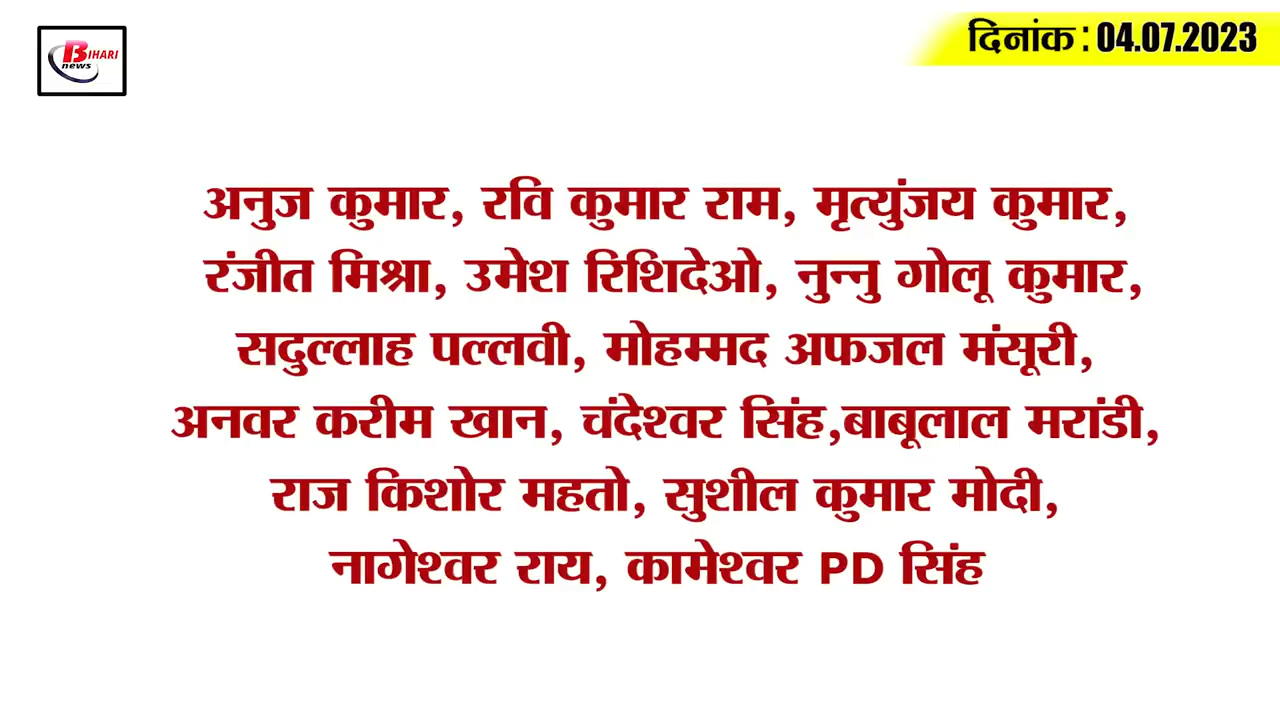 BIHARI
news
दिनांक : 04.07.2023
अनुज कुमार, रवि कुमार राम, मृत्युंजय कुमार,
रंजीत मिश्रा, उमेश रिशिदेओ, नुन्नु गोलू कुमार,
सदुल्लाह पल्लवी, मोहम्मद अफजल मंसूरी,
अनवर करीम खान, चंदेश्वर सिंह,बाबूलाल मरांडी,
राज किशोर महतो, सुशील कुमार मोदी,
नागेश्वर राय, कामेश्वर PD सिंह